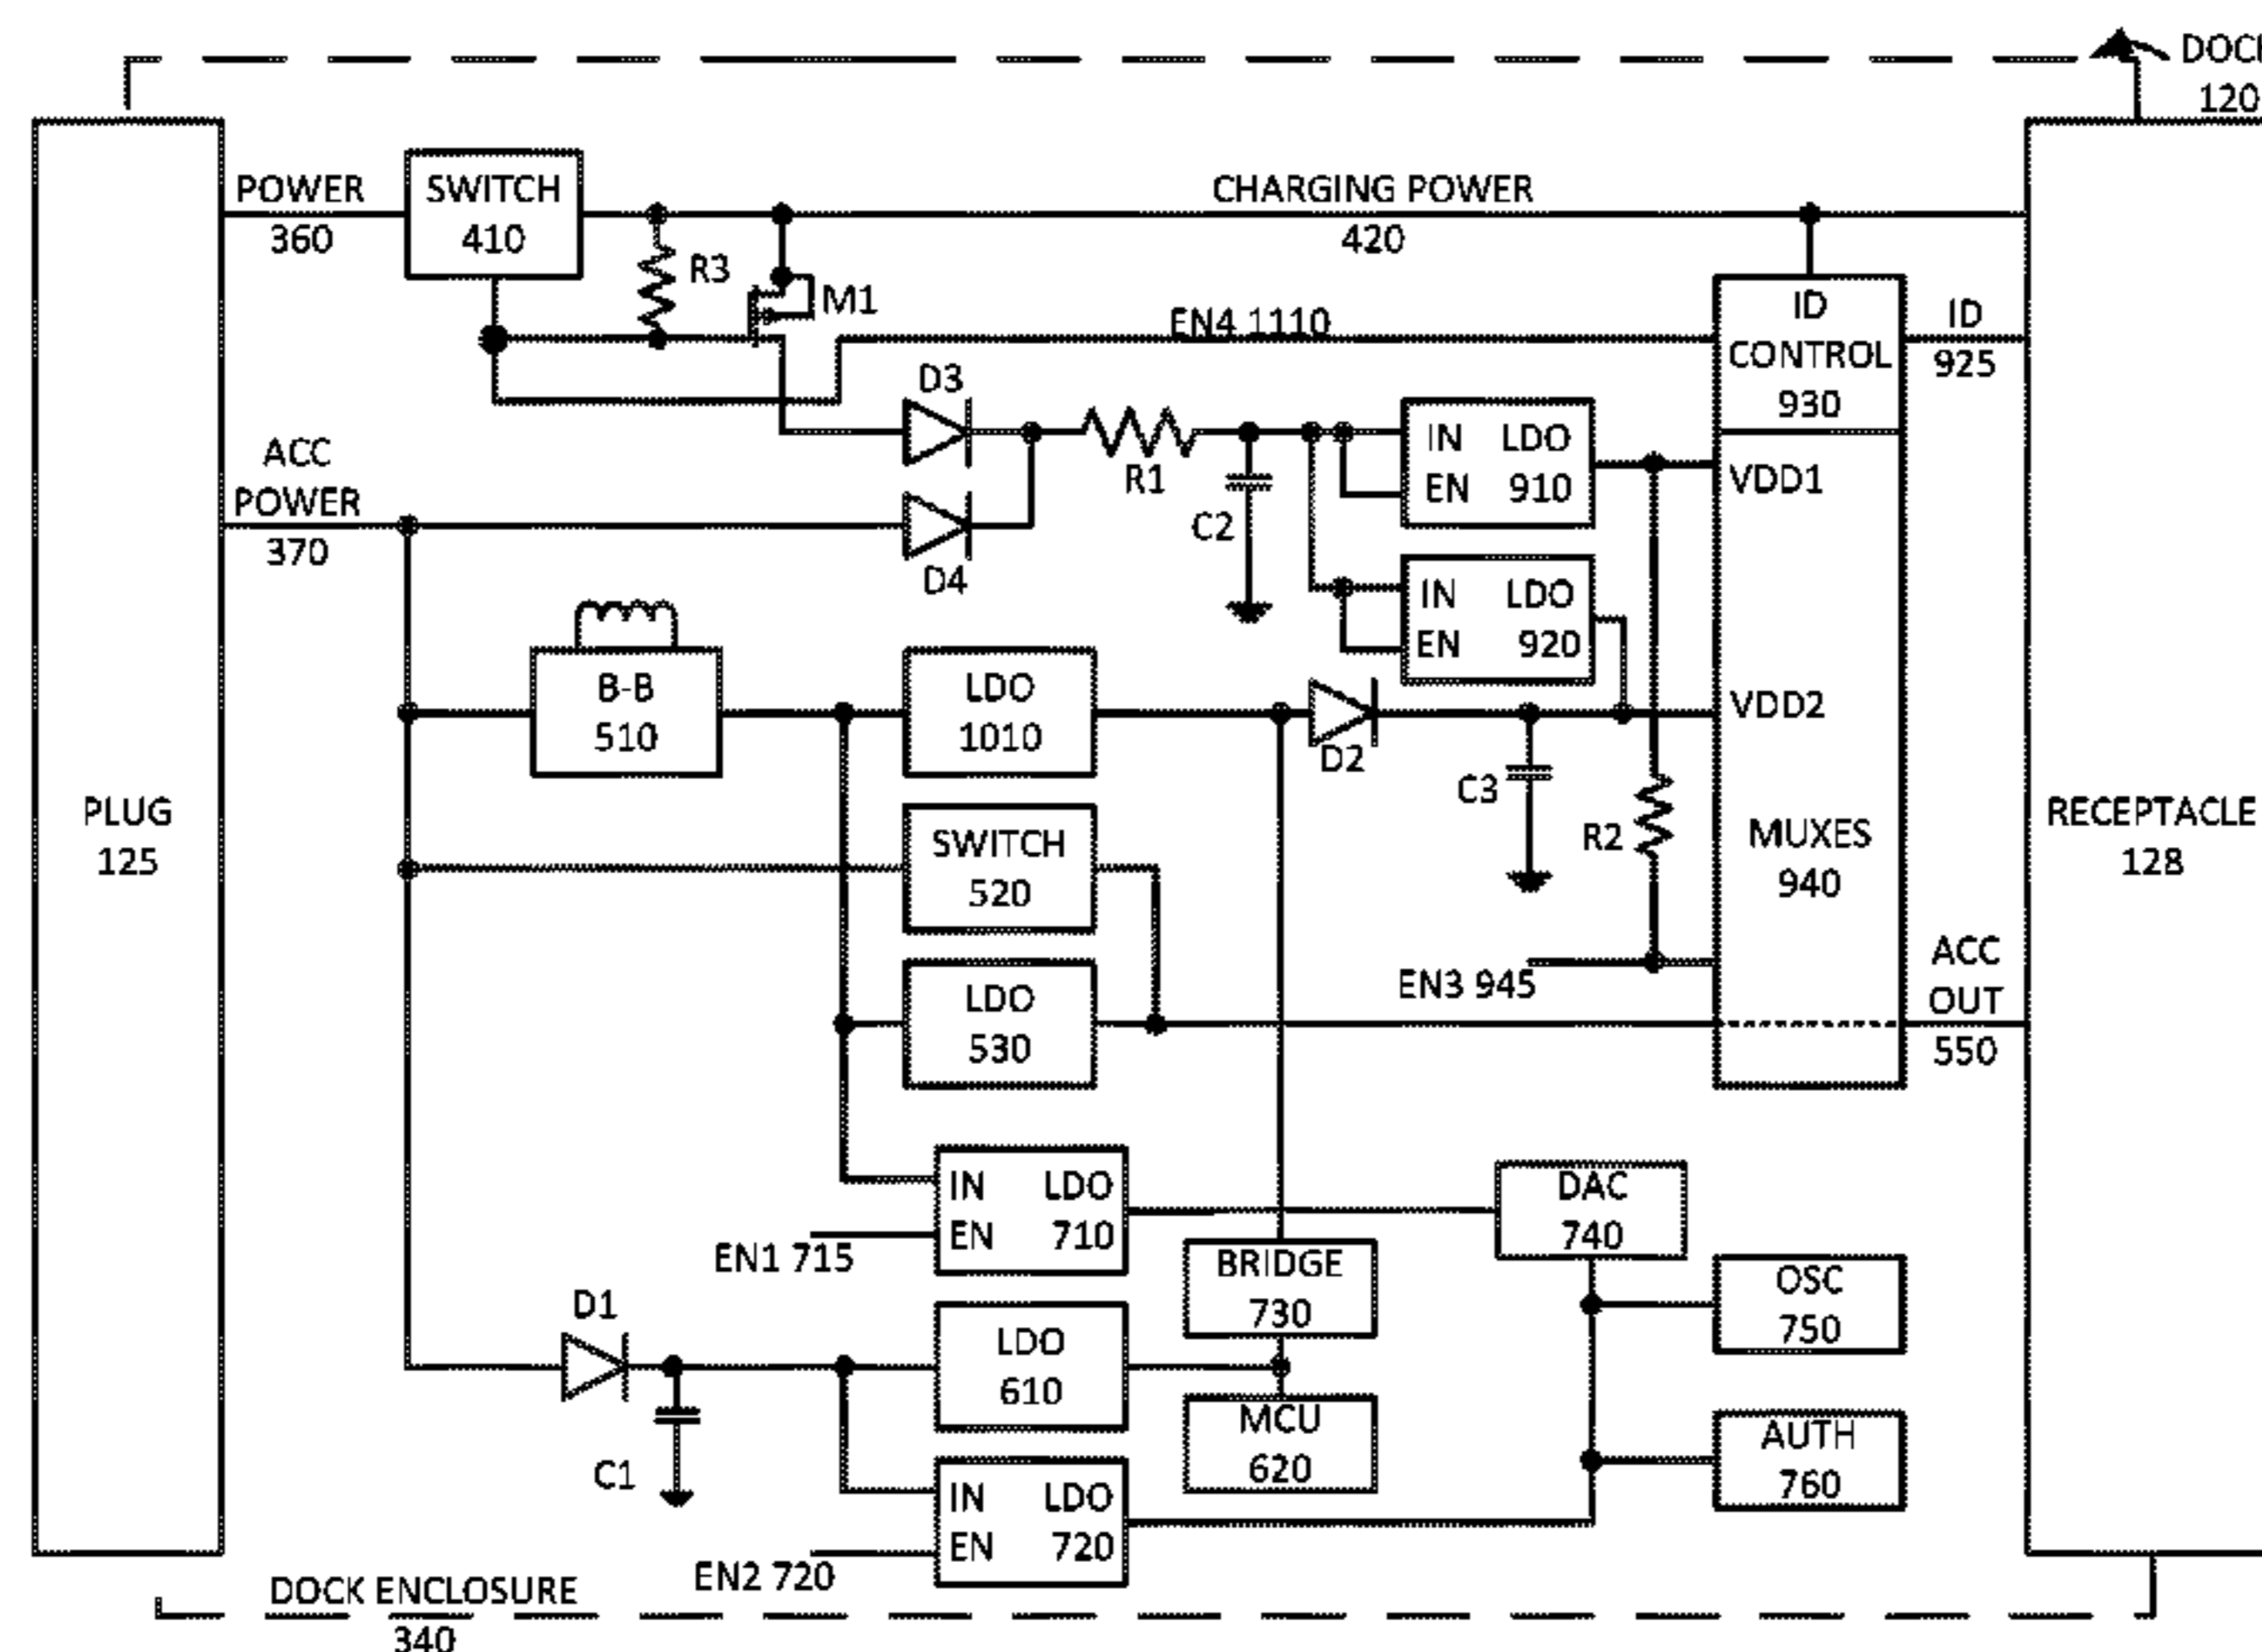 DOCK
120
POWER
360
SWITCH
410
R3
M1
CHARGING POWER
420
EN4 1110
ID
CONTROL
930
ID
925
ACC
POWER
370
D3
D4
R1
C2
IN LDO
EN 910
IN LDO
EN 920
VDD1
VDD2
B-B
510
LDO
1010
D2
C3
R2
MUXES
940
PLUG
125
RECEPTACLE
128
SWITCH
520
LDO
530
EN3 945
ACC
OUT
550
IN LDO
EN 710
EN1 715
BRIDGE
730
DAC
740
OSC
750
D1
C1
LDO
610
MCU
620
AUTH
760
IN LDO
EN 720
EN2 720
DOCK ENCLOSURE
340